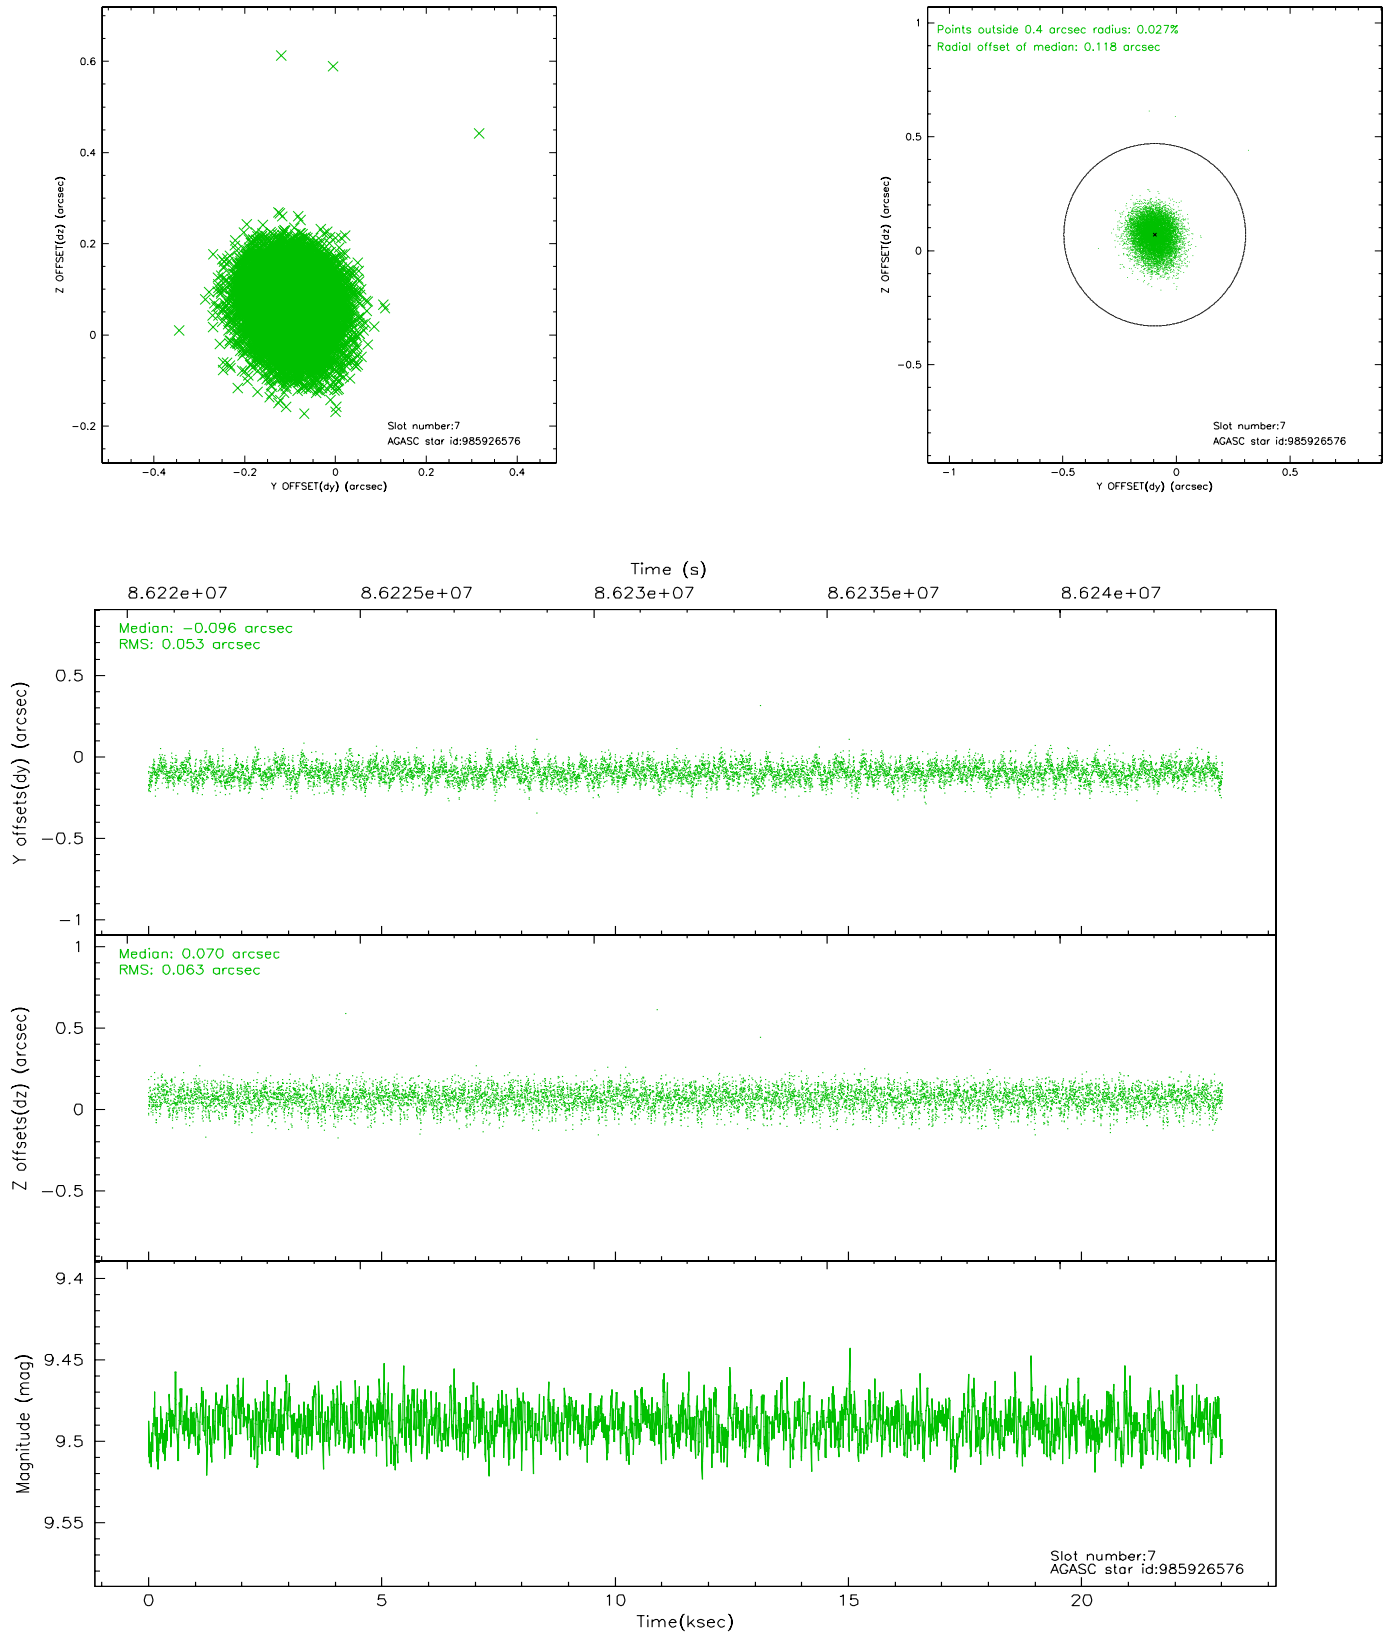 0.6
0.4
0.2
0
−0.2
Z OFFSET(dz) (arcsec)
Slot number:7
AGASC star id:985926576
−0.4 −0.2 0 0.2 0.4
Y OFFSET(dy) (arcsec)
Points outside 0.4 arcsec radius: 0.027%
Radial offset of median: 0.118 arcsec
1
0.5
0
−0.5
Z OFFSET(dz) (arcsec)
Slot number:7
AGASC star id:985926576
−1 −0.5 0 0.5
Y OFFSET(dy) (arcsec)
Time (s)
8.622e+07 8.6225e+07 8.623e+07 8.6235e+07 8.624e+07
Median: −0.096 arcsec
RMS: 0.053 arcsec
0.5
0
−0.5
−1
Y offsets(dy) (arcsec)
Median: 0.070 arcsec
RMS: 0.063 arcsec
1
0.5
0
−0.5
Z offsets(dz) (arcsec)
9.4
9.45
9.5
9.55
Magnitude (mag)
Slot number:7
AGASC star id:985926576
0 5 10 15 20
Time(ksec)